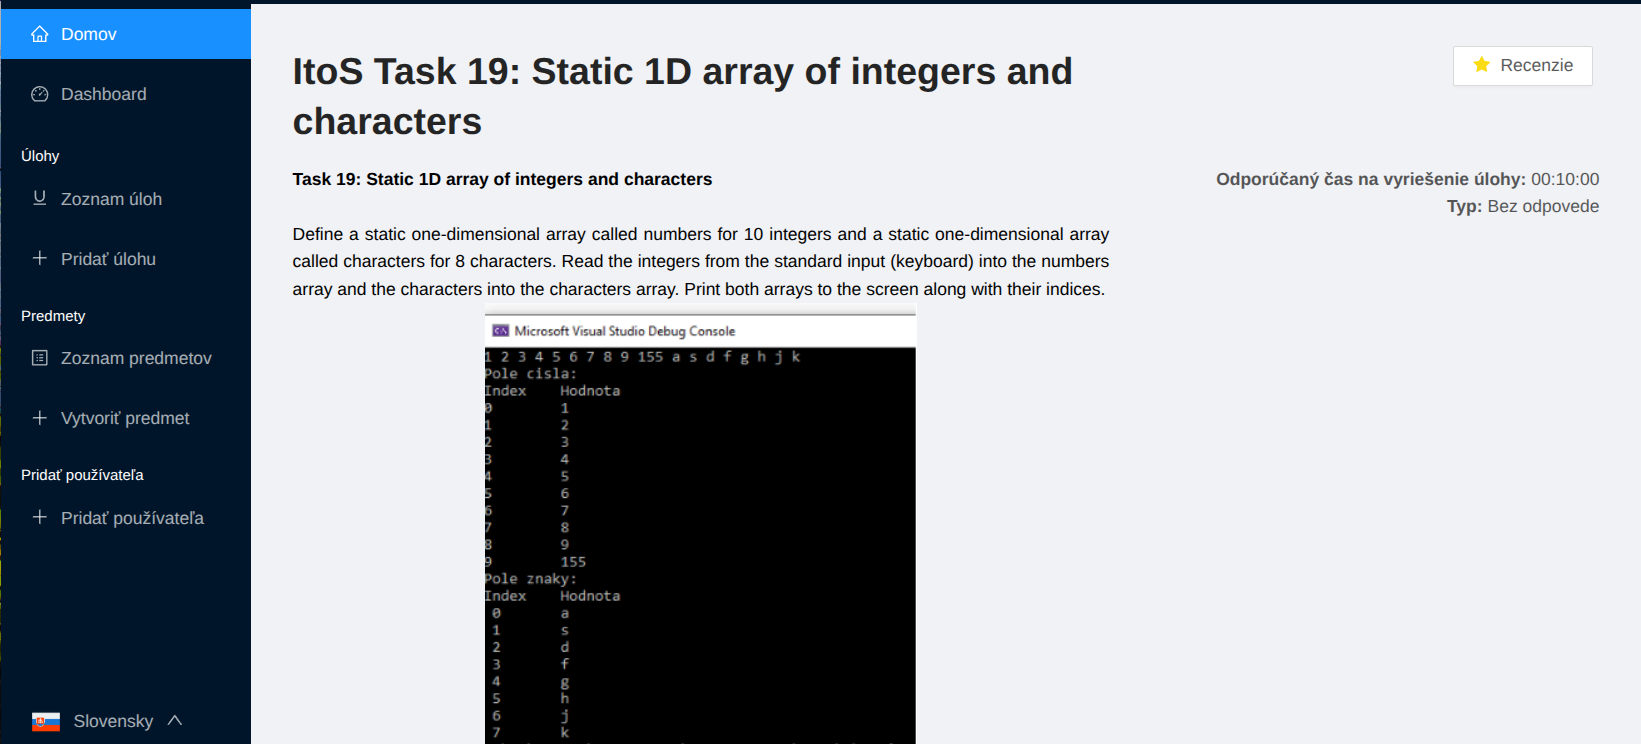 Domov
Dashboard
Úlohy
Zoznam úloh
Pridať úlohu
Predmety
Zoznam predmetov
Vytvoriť predmet
Pridať používateľa
Pridať používateľa
Slovensky
ItoS Task 19: Static 1D array of integers and
characters
Recenzie
Task 19: Static 1D array of integers and characters
Odporúčaný čas na vyriešenie úlohy: 00:10:00
Typ: Bez odpovede
Define a static one-dimensional array called numbers for 10 integers and a static one-dimensional array
called characters for 8 characters. Read the integers from the standard input (keyboard) into the numbers
array and the characters into the characters array. Print both arrays to the screen along with their indices.
Microsoft Visual Studio Debug Console
1 2 3 4 5 6 7 8 9 155 a s d f g h j k
Pole cisla:
Index Hodnota
0 1
1 2
2 3
3 4
4 5
5 6
6 7
7 8
8 9
9 155
Pole znaky:
Index Hodnota
0 a
1 s
2 d
3 f
4 g
5 h
6 j
7 k